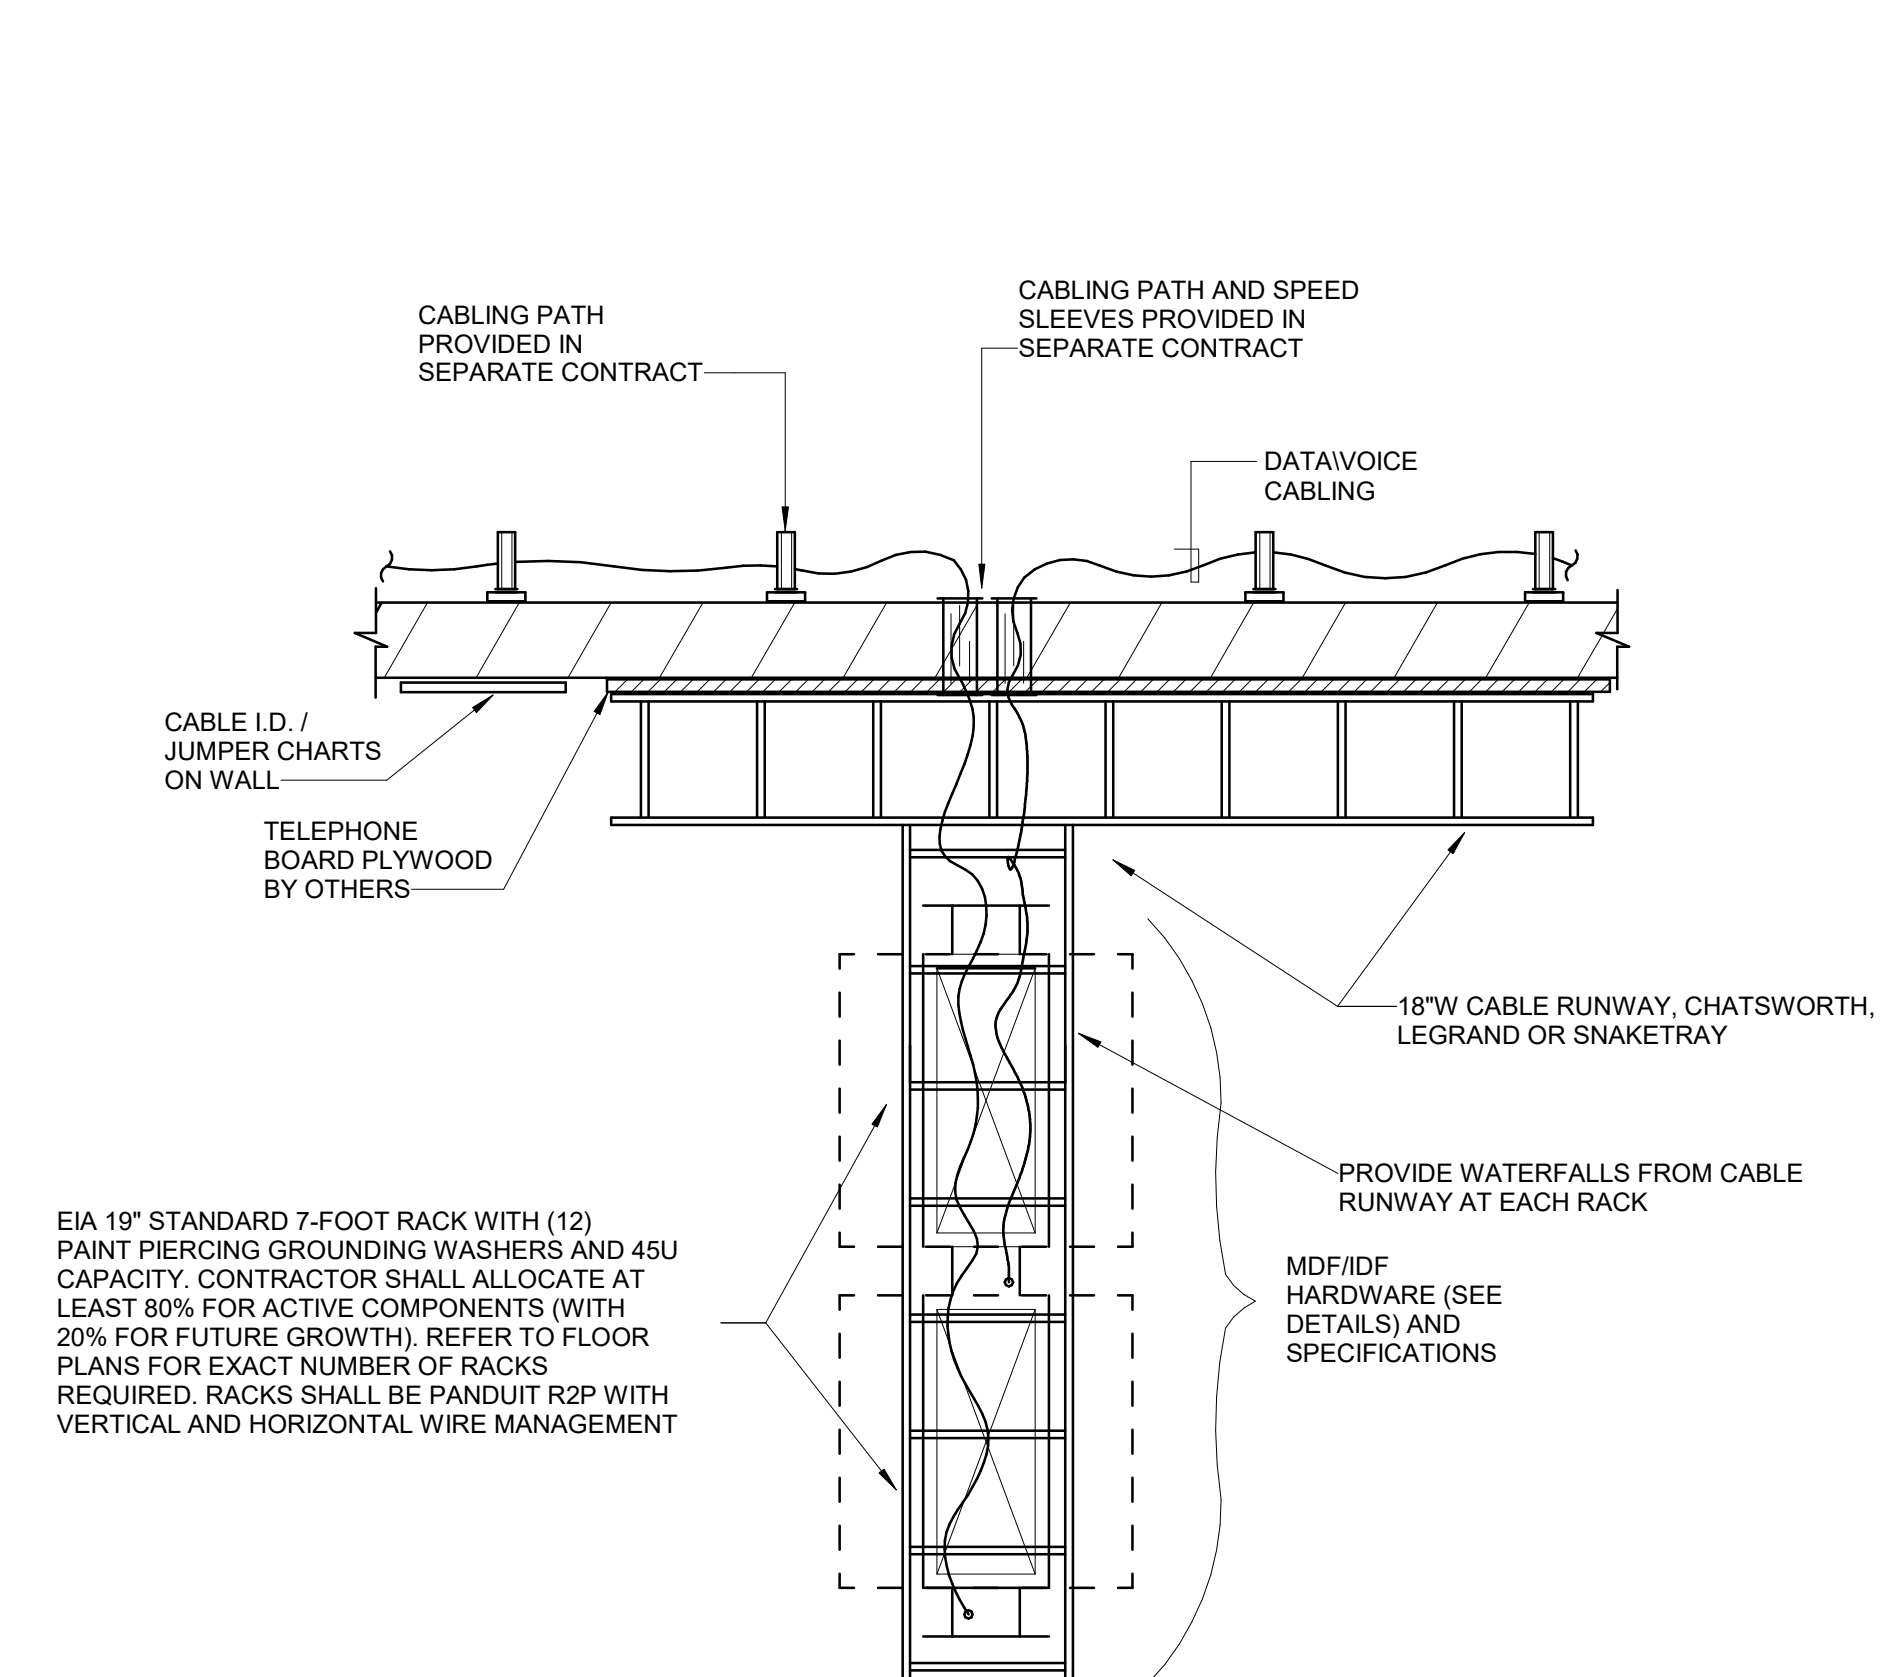 CABLING PATH
PROVIDED IN
SEPARATE CONTRACT
CABLING PATH AND SPEED
SLEEVES PROVIDED IN
SEPARATE CONTRACT
DATA\VOICE
CABLING
CABLE I.D. /
JUMPER CHARTS
ON WALL
TELEPHONE
BOARD PLYWOOD
BY OTHERS
18"W CABLE RUNWAY, CHATSWORTH,
LEGRAND OR SNAKETRAY
PROVIDE WATERFALLS FROM CABLE
RUNWAY AT EACH RACK
EIA 19" STANDARD 7-FOOT RACK WITH (12)
PAINT PIERCING GROUNDING WASHERS AND 45U
CAPACITY. CONTRACTOR SHALL ALLOCATE AT
LEAST 80% FOR ACTIVE COMPONENTS (WITH
20% FOR FUTURE GROWTH). REFER TO FLOOR
PLANS FOR EXACT NUMBER OF RACKS
REQUIRED. RACKS SHALL BE PANDUIT R2P WITH
VERTICAL AND HORIZONTAL WIRE MANAGEMENT
MDF/IDF
HARDWARE (SEE
DETAILS) AND
SPECIFICATIONS